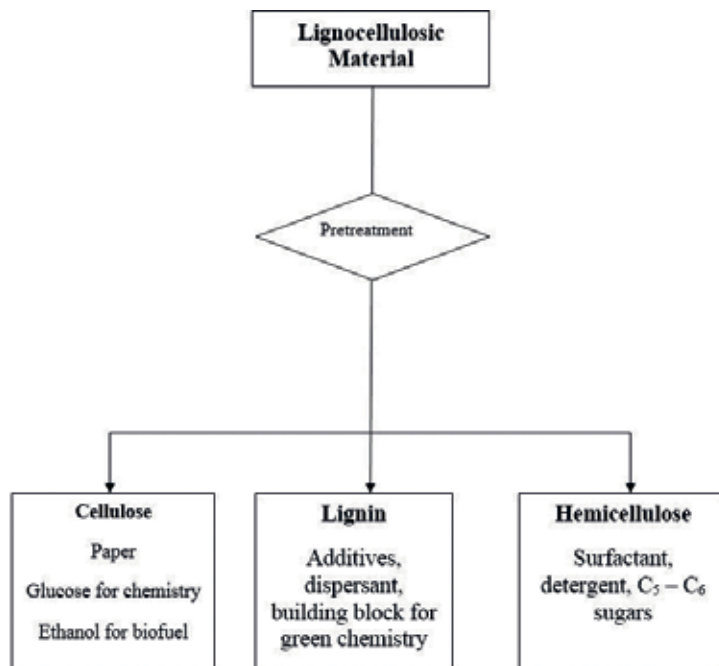 Lignocellulosic
Material
Pretreatment
Cellulose
Paper
Glucose for chemistry
Ethanol for biofuel
Lignin
Additives,
dispersant,
building block for
green chemistry
Hemicellulose
Surfactant,
detergent, C₅ – C₆
sugars